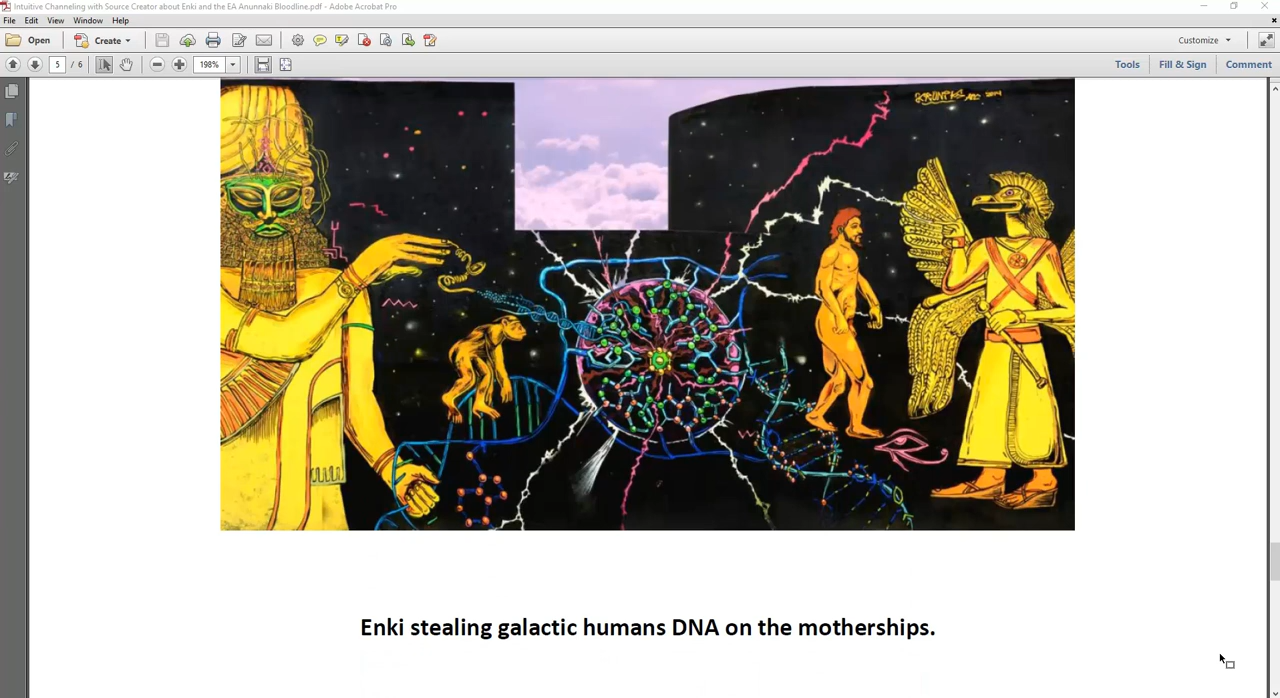 Intuitive Channeling with Source Creator about Enki and the EA Anunnaki Bloodline.pdf - Adobe Acrobat Pro
File Edit View Window Help
Open Create Customize
5 / 6 198% Tools Fill & Sign Comment
Enki stealing galactic humans DNA on the motherships.